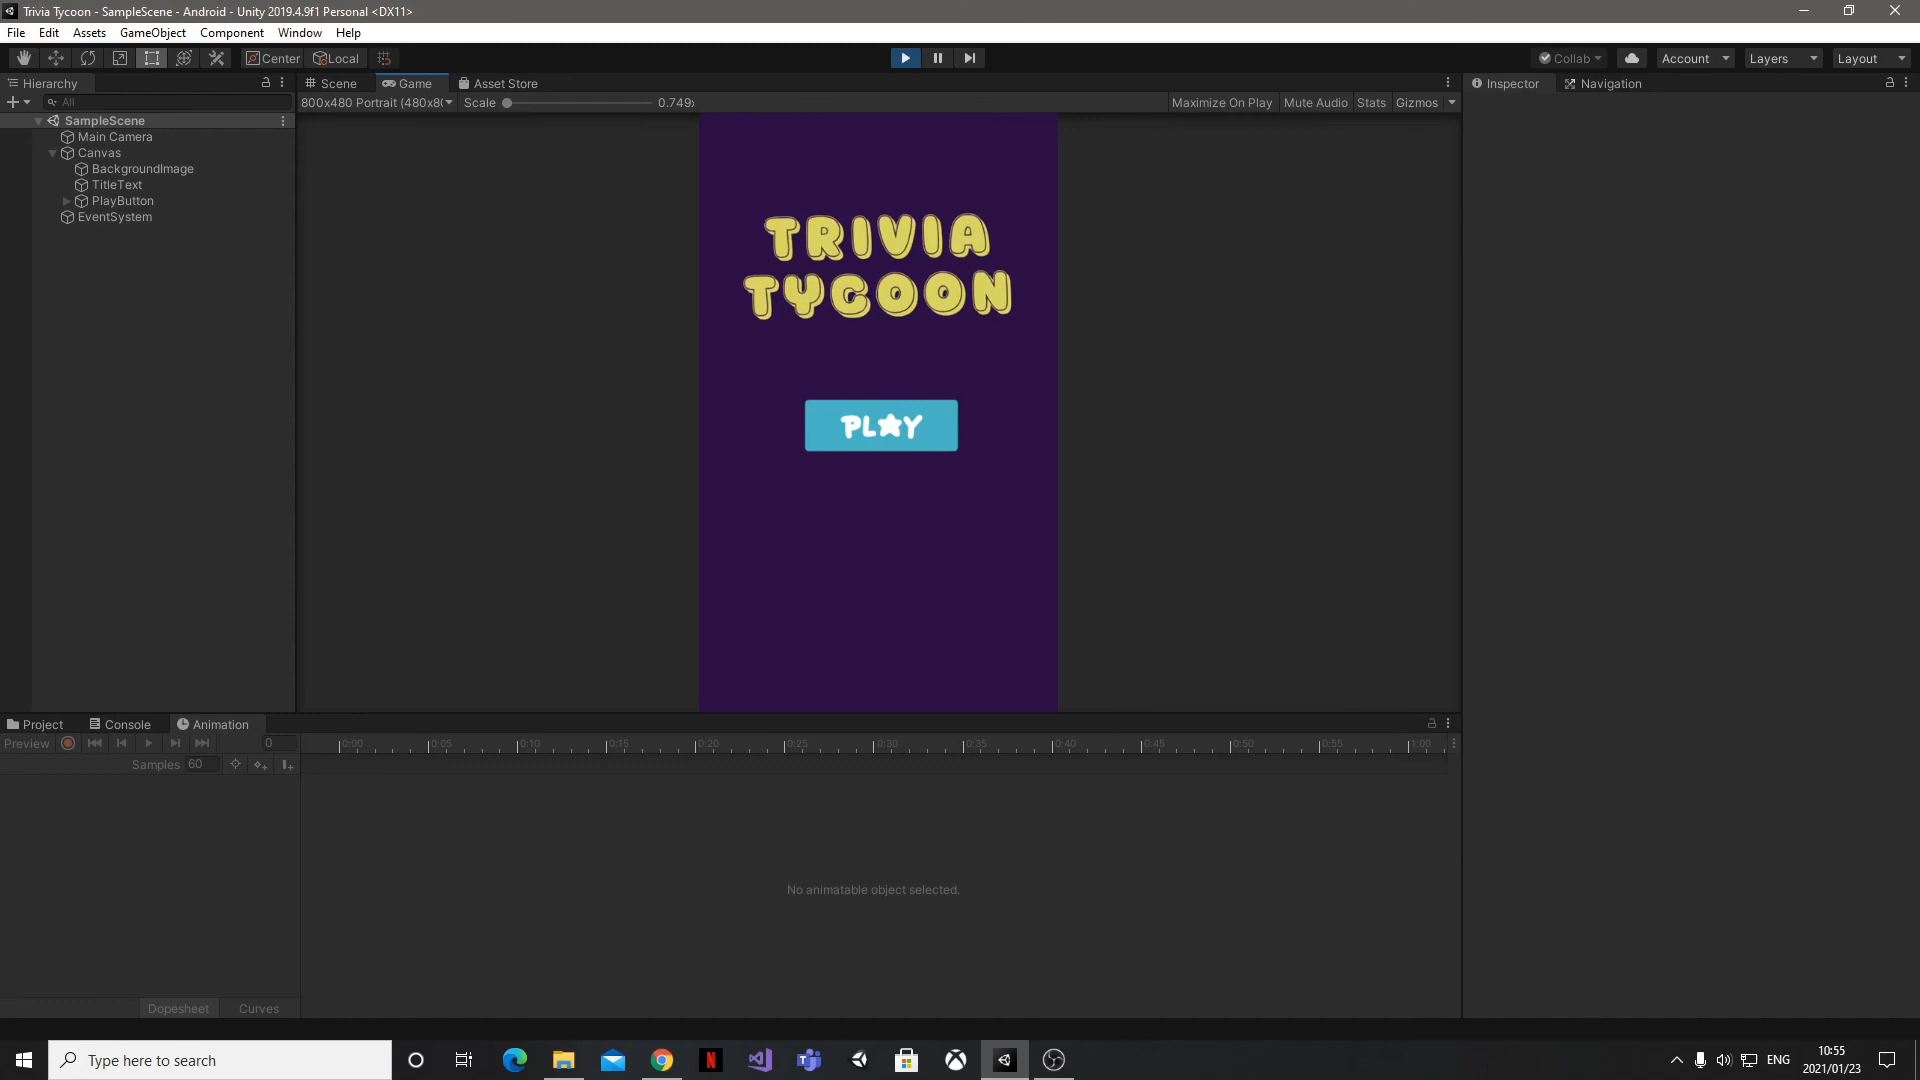 Trivia Tycoon - SampleScene - Android - Unity 2019.4.9f1 Personal <DX11>
File Edit Assets GameObject Component Window Help
Center Local Collab Account Layers Layout
Hierarchy Scene Game Asset Store Inspector Navigation
All 800x480 Portrait (480x8( Scale 0.749x Maximize On Play Mute Audio Stats Gizmos
SampleScene
Main Camera
Canvas
BackgroundImage
TitleText
PlayButton
EventSystem
TRIVIA
TYCOON
PLAY
Project Console Animation
Preview 0 0:00 0:05 0:10 0:15 0:20 0:25 0:30 0:35 0:40 0:45 0:50 0:55 1:00
Samples 60
No animatable object selected.
Dopesheet Curves
Type here to search
ENG
10:55
2021/01/23